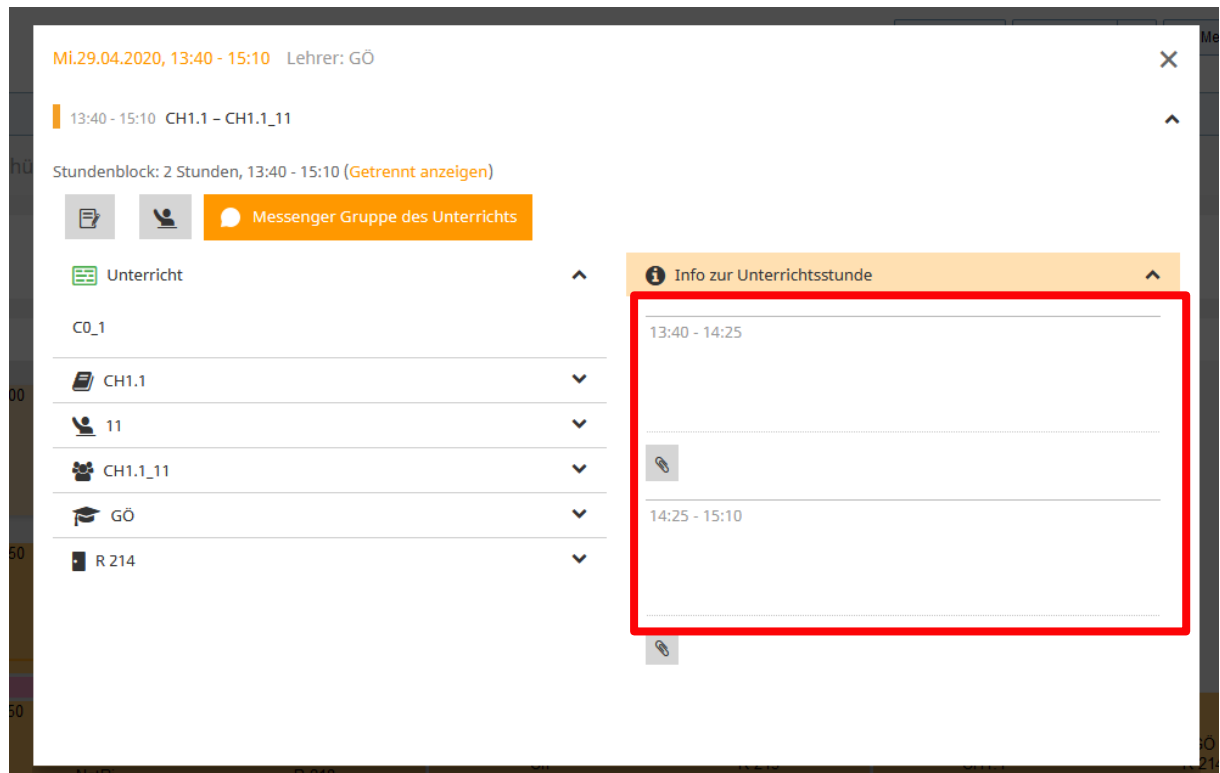 Mi.29.04.2020, 13:40 - 15:10 Lehrer: GÖ
13:40 - 15:10 CH1.1 – CH1.1_11
Stundenblock: 2 Stunden, 13:40 - 15:10 (Getrennt anzeigen)
Messenger Gruppe des Unterrichts
Unterricht
C0_1
CH1.1
11
CH1.1_11
GÖ
R 214
Info zur Unterrichtsstunde
13:40 - 14:25
14:25 - 15:10